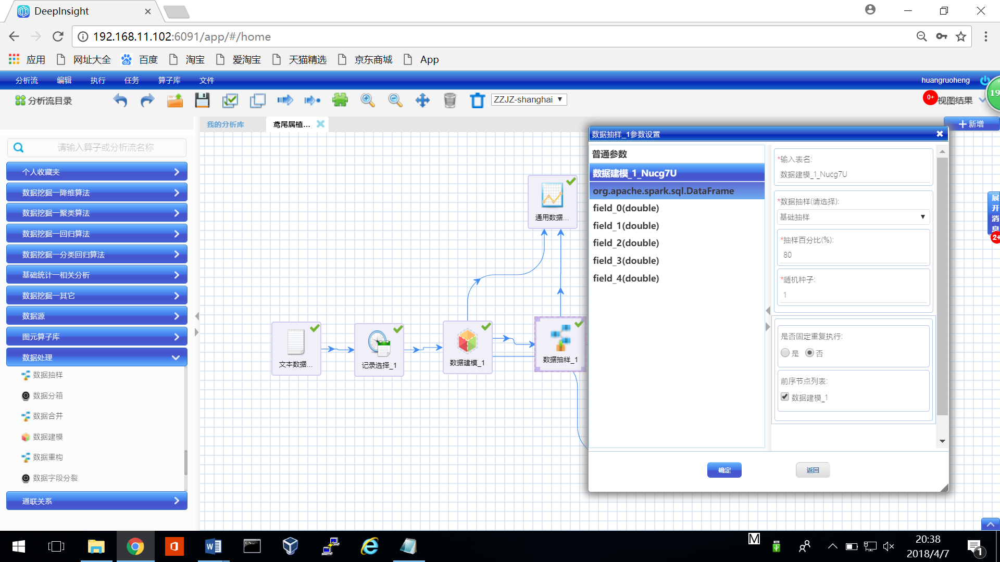 DeepInsight
192.168.11.102:6091/app/#/home
应用 网址大全 百度 淘宝 爱淘宝 天猫精选 京东商城 App
分析流 编辑 执行 任务 算子库 文件 huangruoheng
分析流目录 ZZJZ-shanghai 0+ 视图结果 19
我的分析库 鸢尾属植... 新增
请输入算子或分析流名称
个人收藏夹
数据挖掘—降维算法
数据挖掘—聚类算法
数据挖掘—回归算法
数据挖掘—分类回归算法
基础统计—相关分析
数据挖掘—其它
数据源
图元算子库
数据处理
数据抽样
数据分箱
数据合并
数据建模
数据重构
数据字段分裂
通联关系
通用数据...
文本数据...
记录选择_1
数据建模_1
数据抽样_1
数据抽样_1参数设置
普通参数
数据建模_1_Nucg7U
org.apache.spark.sql.DataFrame
field_0(double)
field_1(double)
field_2(double)
field_3(double)
field_4(double)
*输入表名:
数据建模_1_Nucg7U
*数据抽样(请选择):
基础抽样
*抽样百分比(%):
80
*随机种子:
1
是否固定重复执行:
是 否
前序节点列表:
数据建模_1
确定 返回
展开消息
2+
M
20:38
2018/4/7
1